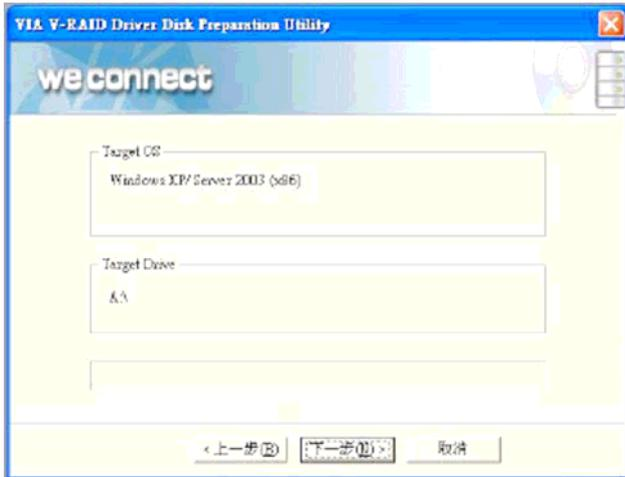 VIA V-RAID Driver Disk Preparation Utility
we connect
Target OS
Windows XP/Server 2003 (x86)
Target Drive
A:\
<上一步(B)
下一步(N)>
取消